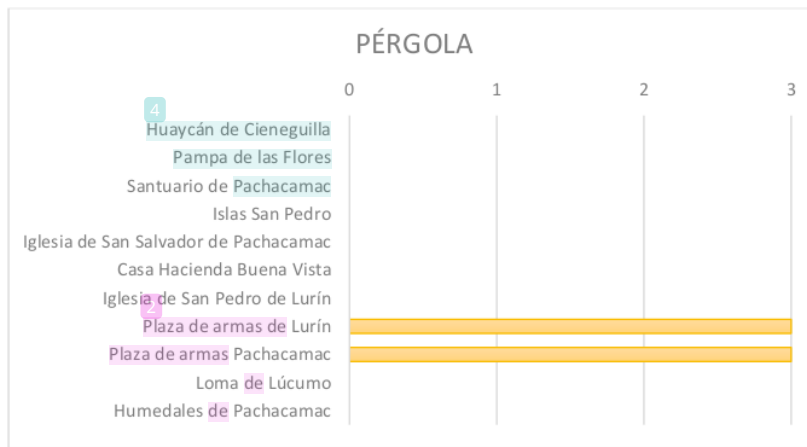 PÉRGOLA
0 1 2 3
4
Huaycán de Cieneguilla
Pampa de las Flores
Santuario de Pachacamac
Islas San Pedro
Iglesia de San Salvador de Pachacamac
Casa Hacienda Buena Vista
Iglesia de San Pedro de Lurín
2
Plaza de armas de Lurín
Plaza de armas Pachacamac
Loma de Lúcumo
Humedales de Pachacamac